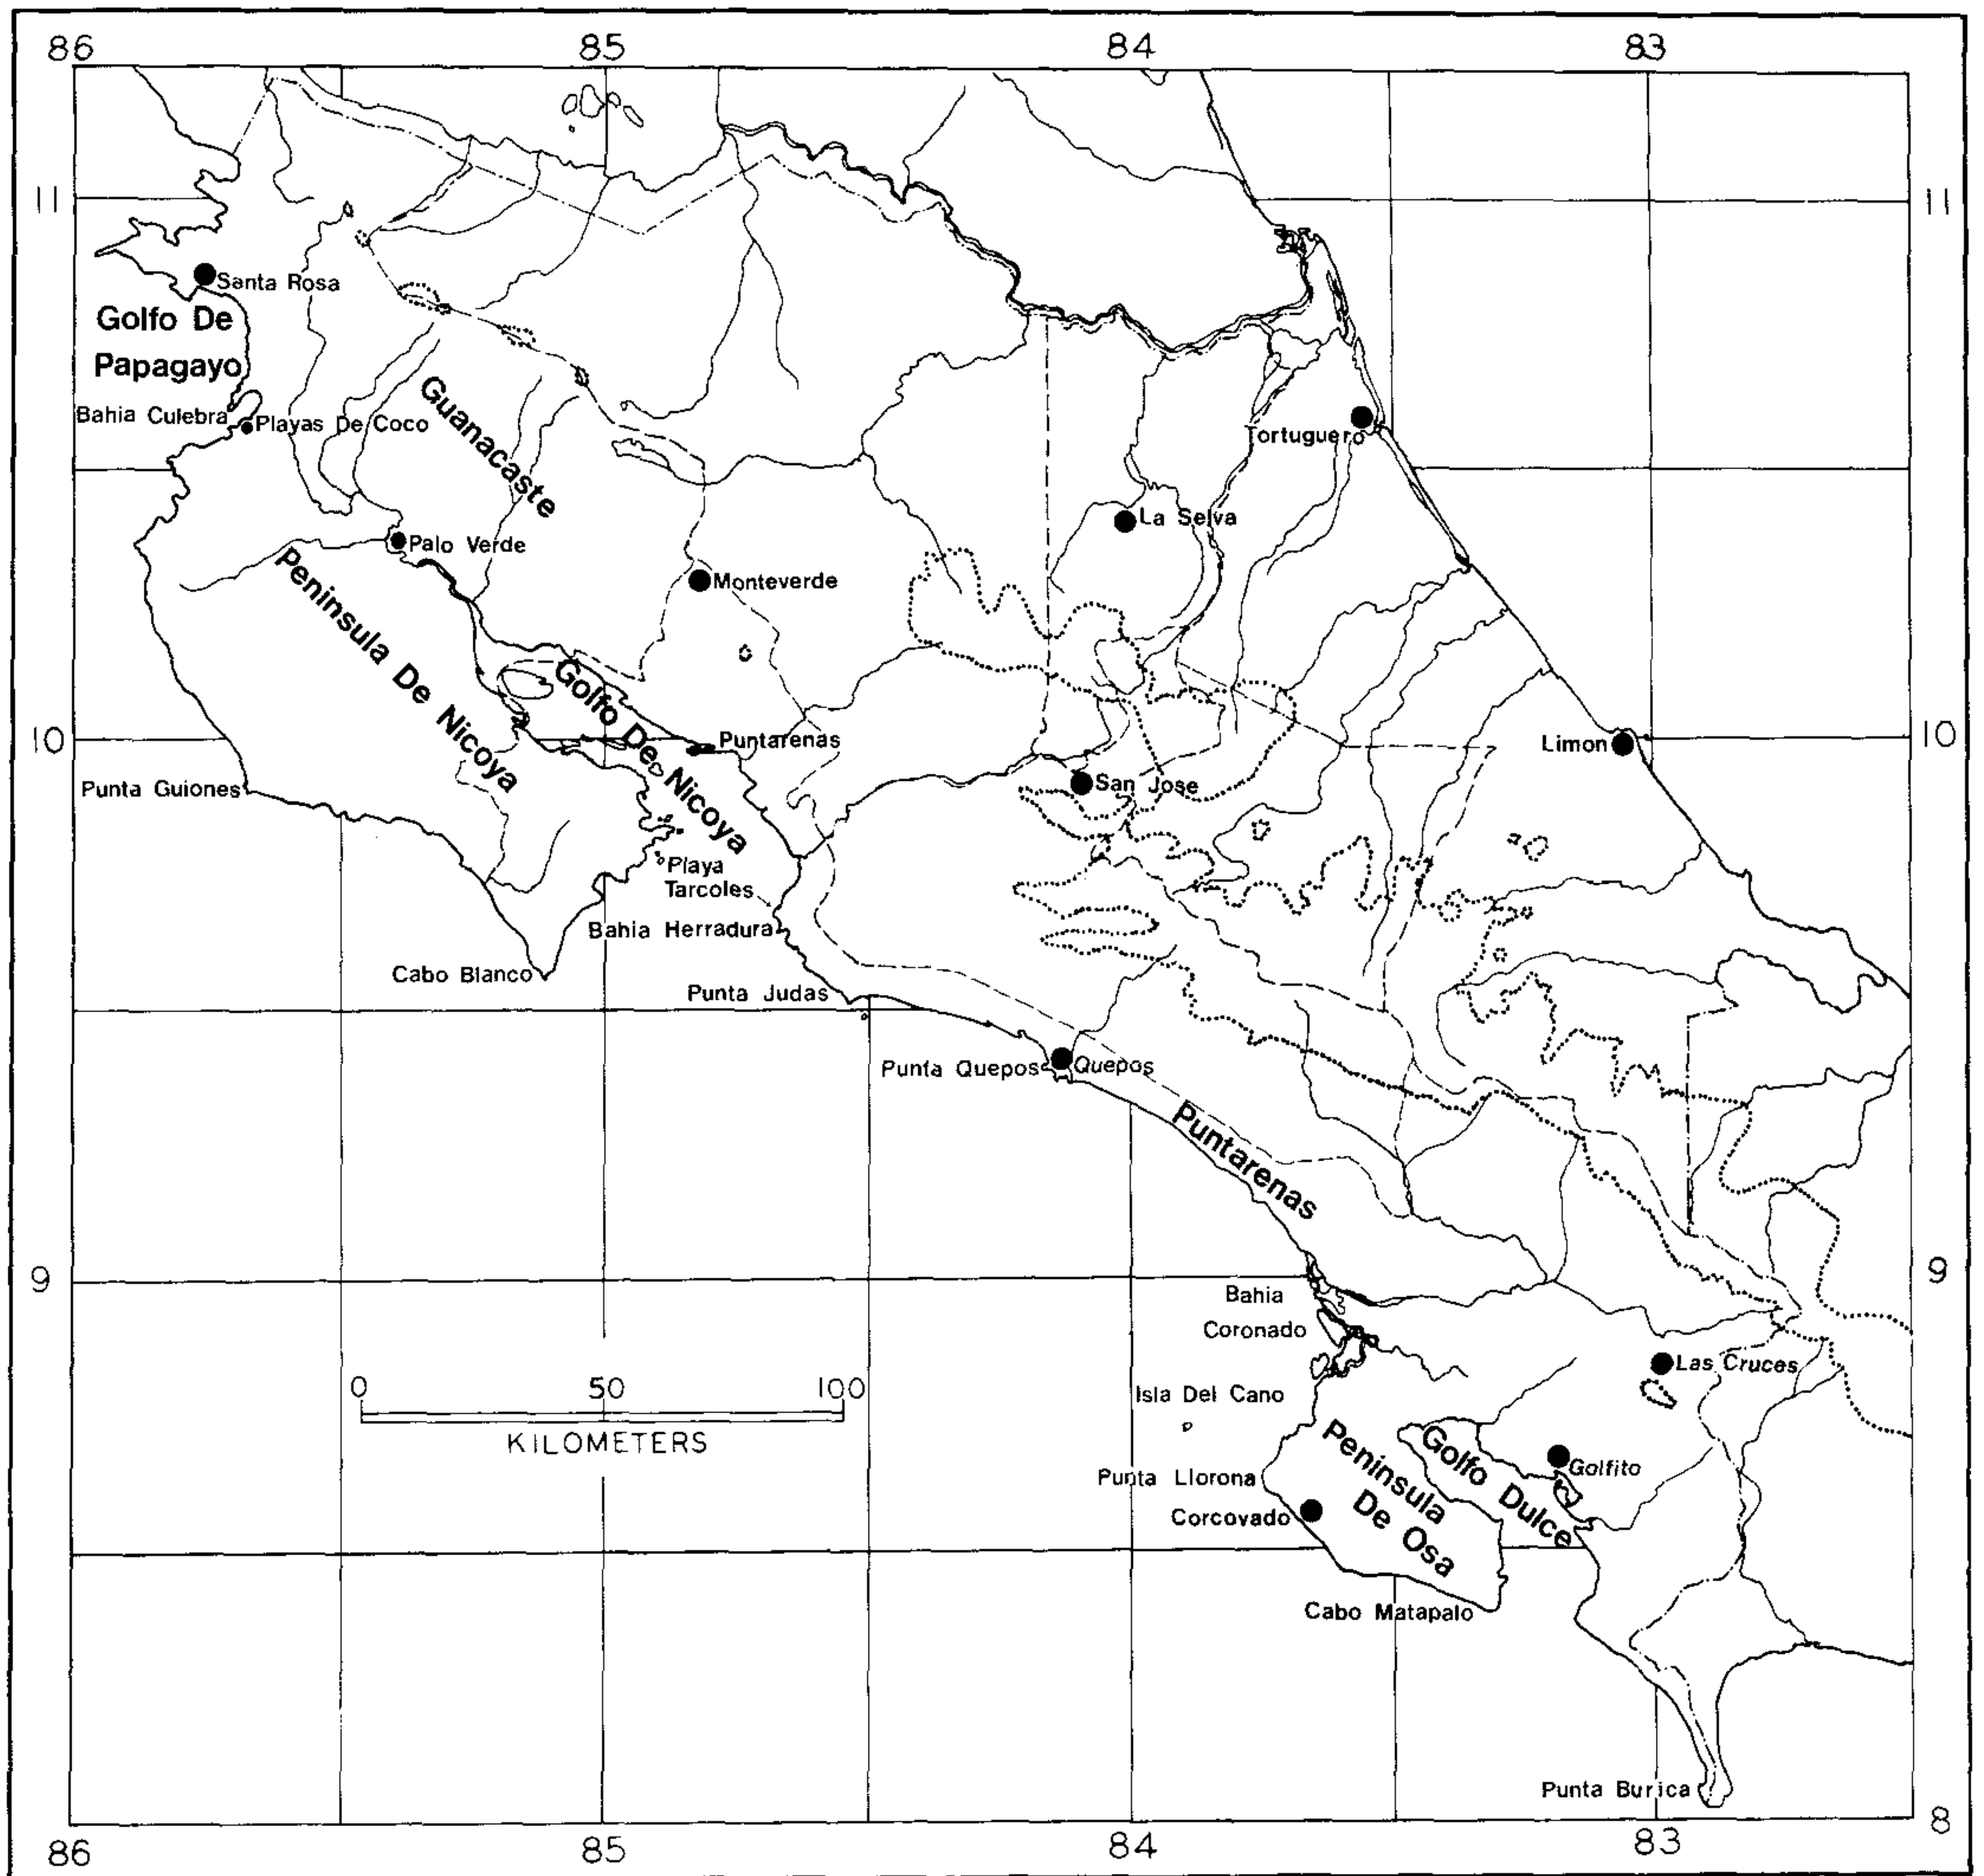 86 85 84 83
11 11
Santa Rosa
Golfo De
Papagayo
Bahia Culebra
Playas De Coco
Guanacaste
Tortuguero
La Selva
Palo Verde
Monteverde
Peninsula De Nicoya
Golfo De Nicoya
10 10
Puntarenas
Limon
San Jose
Punta Guiones
Playa
Tarcoles
Bahia Herradura
Cabo Blanco
Punta Judas
Punta Quepos
Quepos
Puntarenas
9 9
Bahia
Coronado
Las Cruces
0 50 100
KILOMETERS
Isla Del Cano
Peninsula
De Osa
Golfo Dulce
Golfito
Punta Llorona
Corcovado
Cabo Matapalo
Punta Burica
8
86 85 84 83